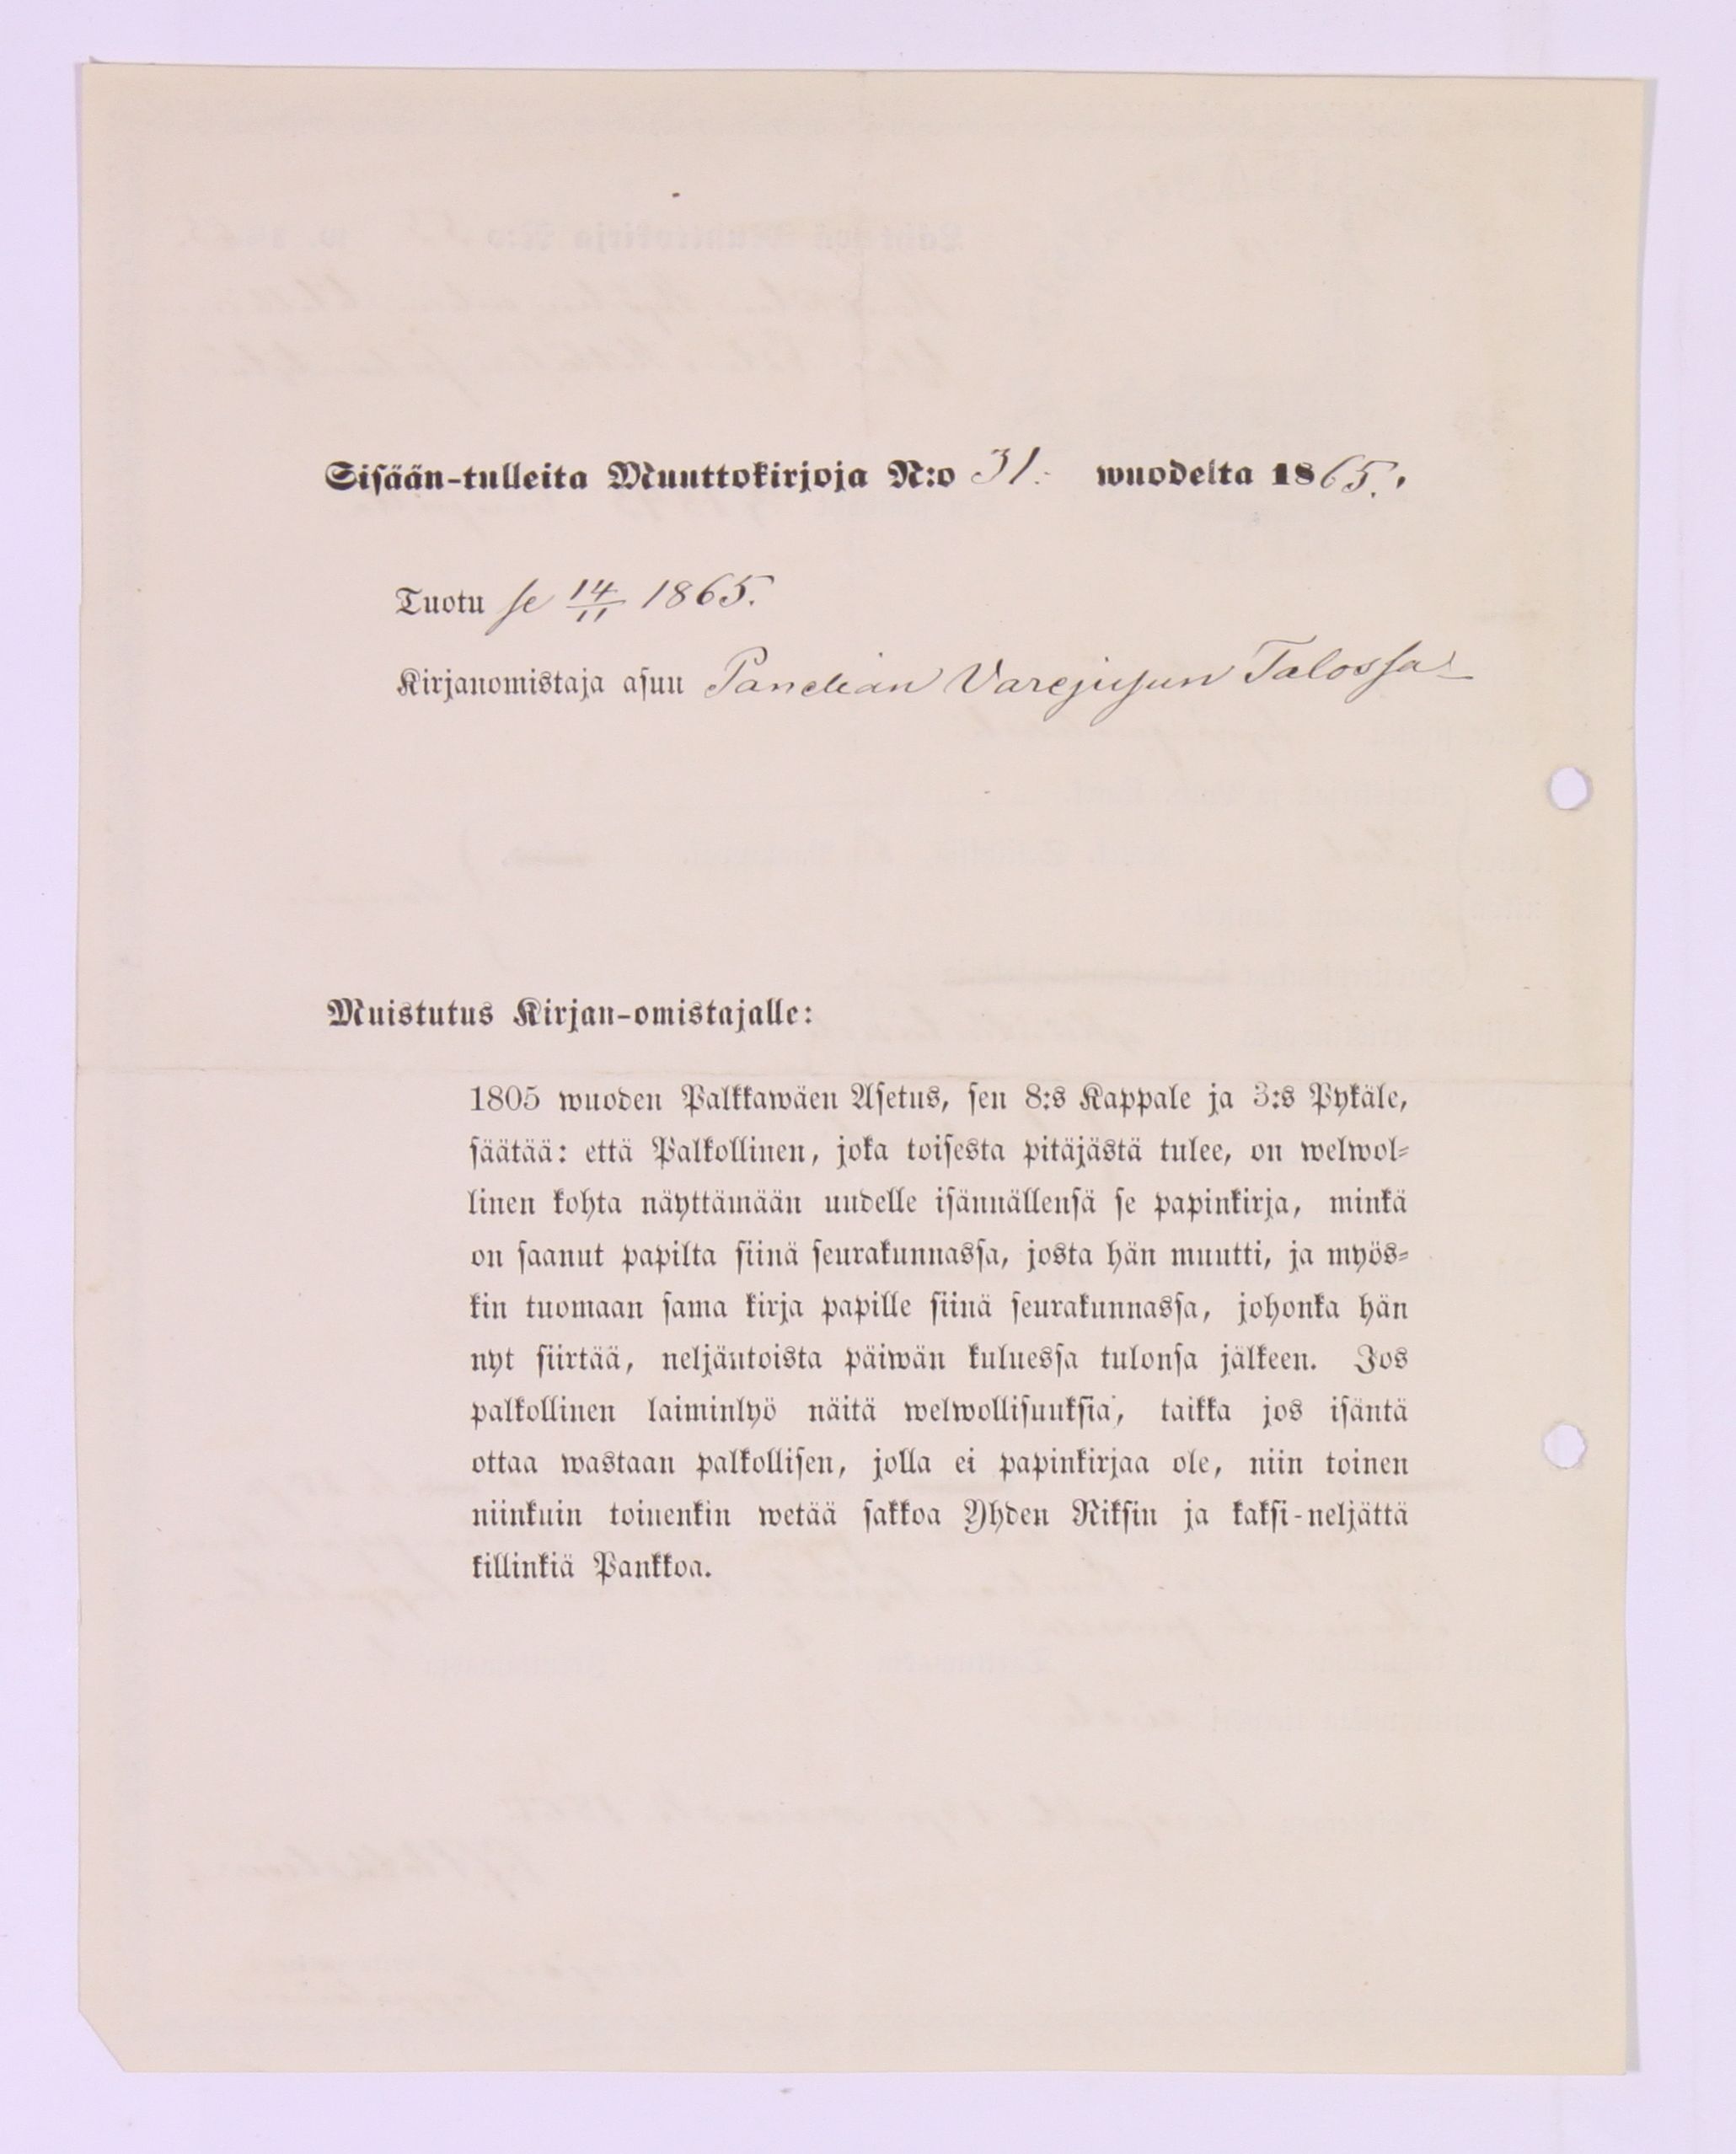 Sisään-tulleita Muuttokirjoja N:o 31. wuodelta 1865.
Tuotu se 14/11 1865.
Kirjanomistaja asuu Talossa
Muistutus Kirjan-omistajalle:
1805 wuoden Palkkawäen Asetus, sen 8:s Kappale ja 3:s Pykäle,
säätää: että Palkollinen, joka toisesta pitäjästä tulee, on welwol-
linen kohta näyttämään uudelle isännällensä se papinkirja, minkä
on saanut papilta siinä seurakunnassa, josta hän muutti, ja myös-
kin tuomaan sama kirja papille siinä seurakunnassa, johonka hän
nyt siirtää, neljäntoista päiwän kuluessa tulonsa jälkeen. Jos
palkollinen laiminlyö näitä welwollisuuksia, taikka jos isäntä
ottaa wastaan palkollisen, jolla ei papinkirjaa ole, niin toinen
niinkuin toinenkin wetää sakkoa Yhden Riksin ja kaksi-neljättä
killinkiä Pankkoa.